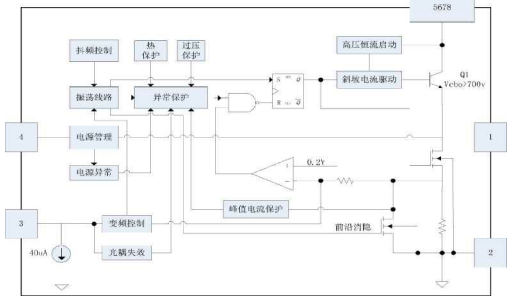 5678
抖频控制
热
保护
过压
保护
高压恒流启动
振荡线路
异常保护
S
Q
R
Q
斜坡电流驱动
Q1
Vcbo>700v
4
电源管理
1
电源异常
0.2V
+
-
3
变频控制
峰值电流保护
前沿消隐
2
40uA
光耦失效